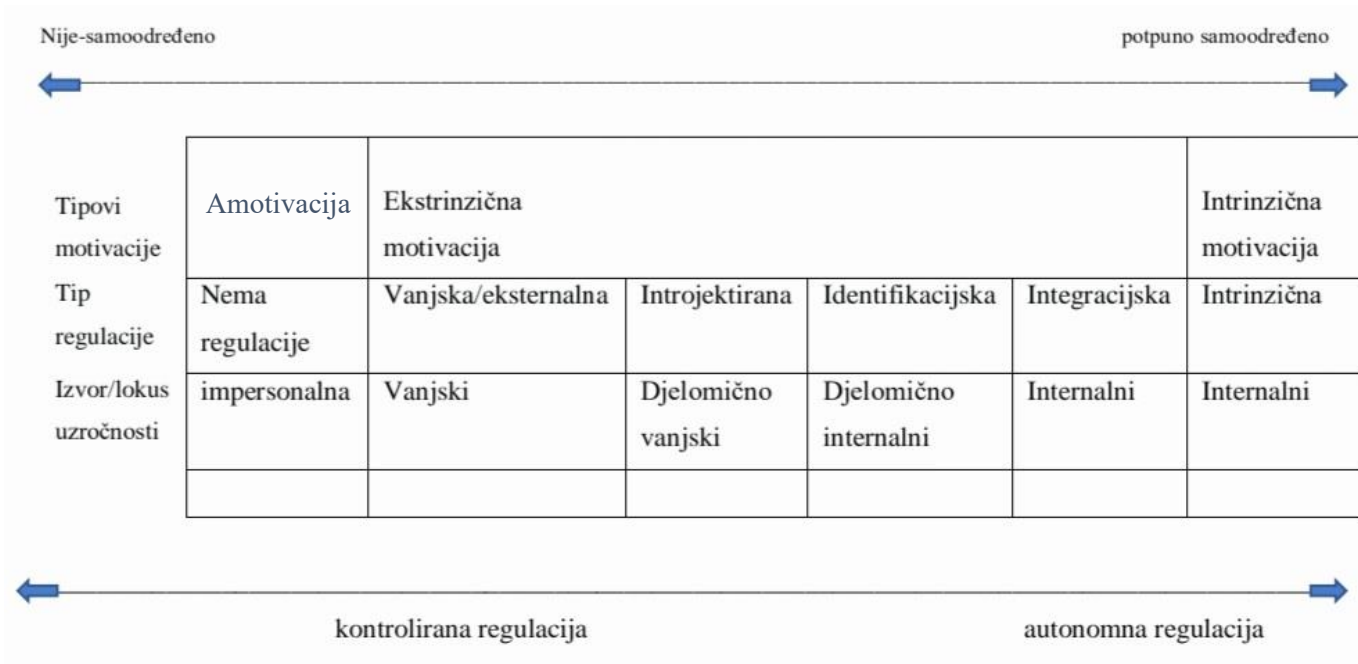 Nije-samoodređeno potpuno samoodređeno
Tipovi motivacije Amotivacija Ekstrinzična motivacija Intrinzična motivacija
Tip regulacije Nema regulacije Vanjska/eksternalna Introjektirana Identifikacijska Integracijska Intrinzična
Izvor/lokus uzročnosti impersonalna Vanjski Djelomično vanjski Djelomično internalni Internalni Internalni
kontrolirana regulacija autonomna regulacija